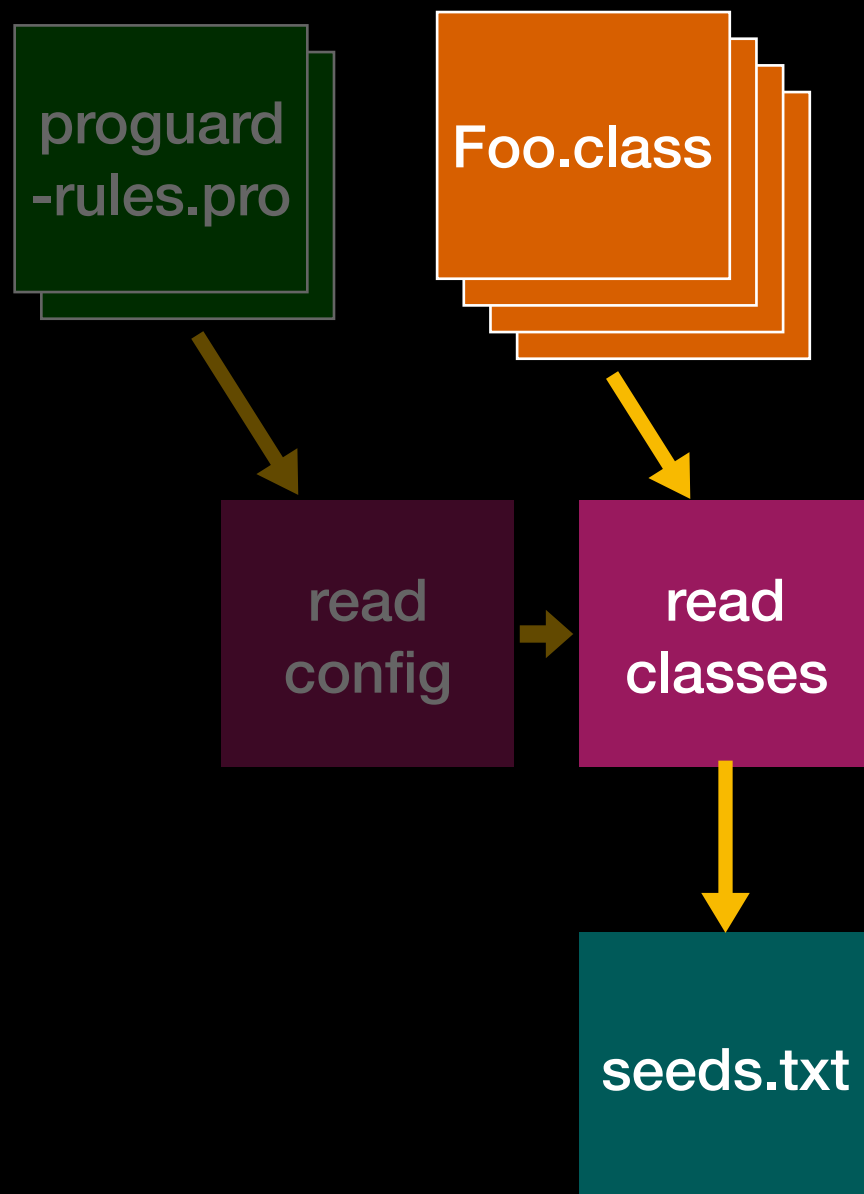 proguard
-rules.pro
Foo.class
read
config
read
classes
seeds.txt